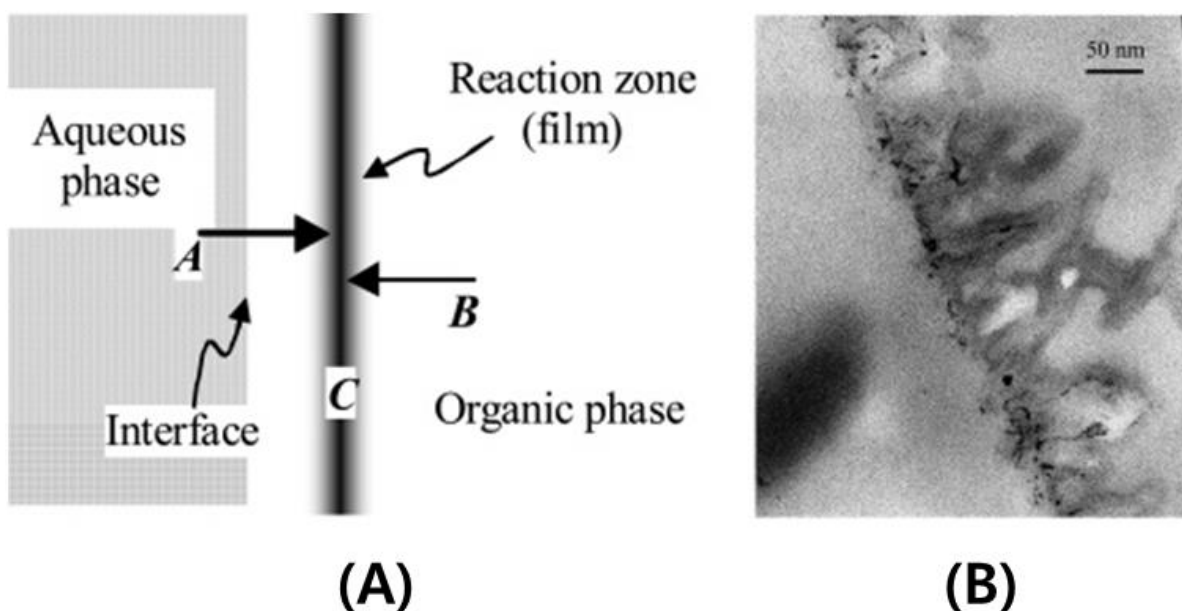 Aqueous
phase
A
Interface
C
B
Reaction zone
(film)
Organic phase
50 nm
(A)
(B)